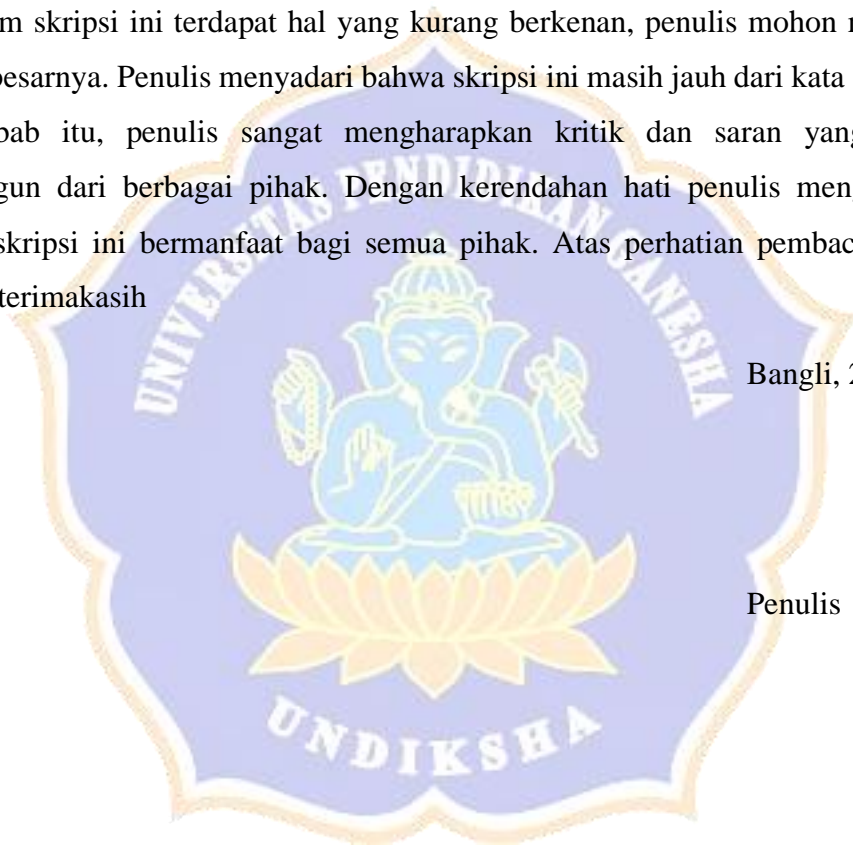 m skripsi ini terdapat hal yang kurang berkenan, penulis mohon
besarnya. Penulis menyadari bahwa skripsi ini masih jauh dari kata
bab itu, penulis sangat mengharapkan kritik dan saran yang
gun dari berbagai pihak. Dengan kerendahan hati penulis men
skripsi ini bermanfaat bagi semua pihak. Atas perhatian pembac
terimakasih
UNIVERSITAS PENDIDIKAN GANESHA
Bangli, 2
Penulis
UNDIKSHA